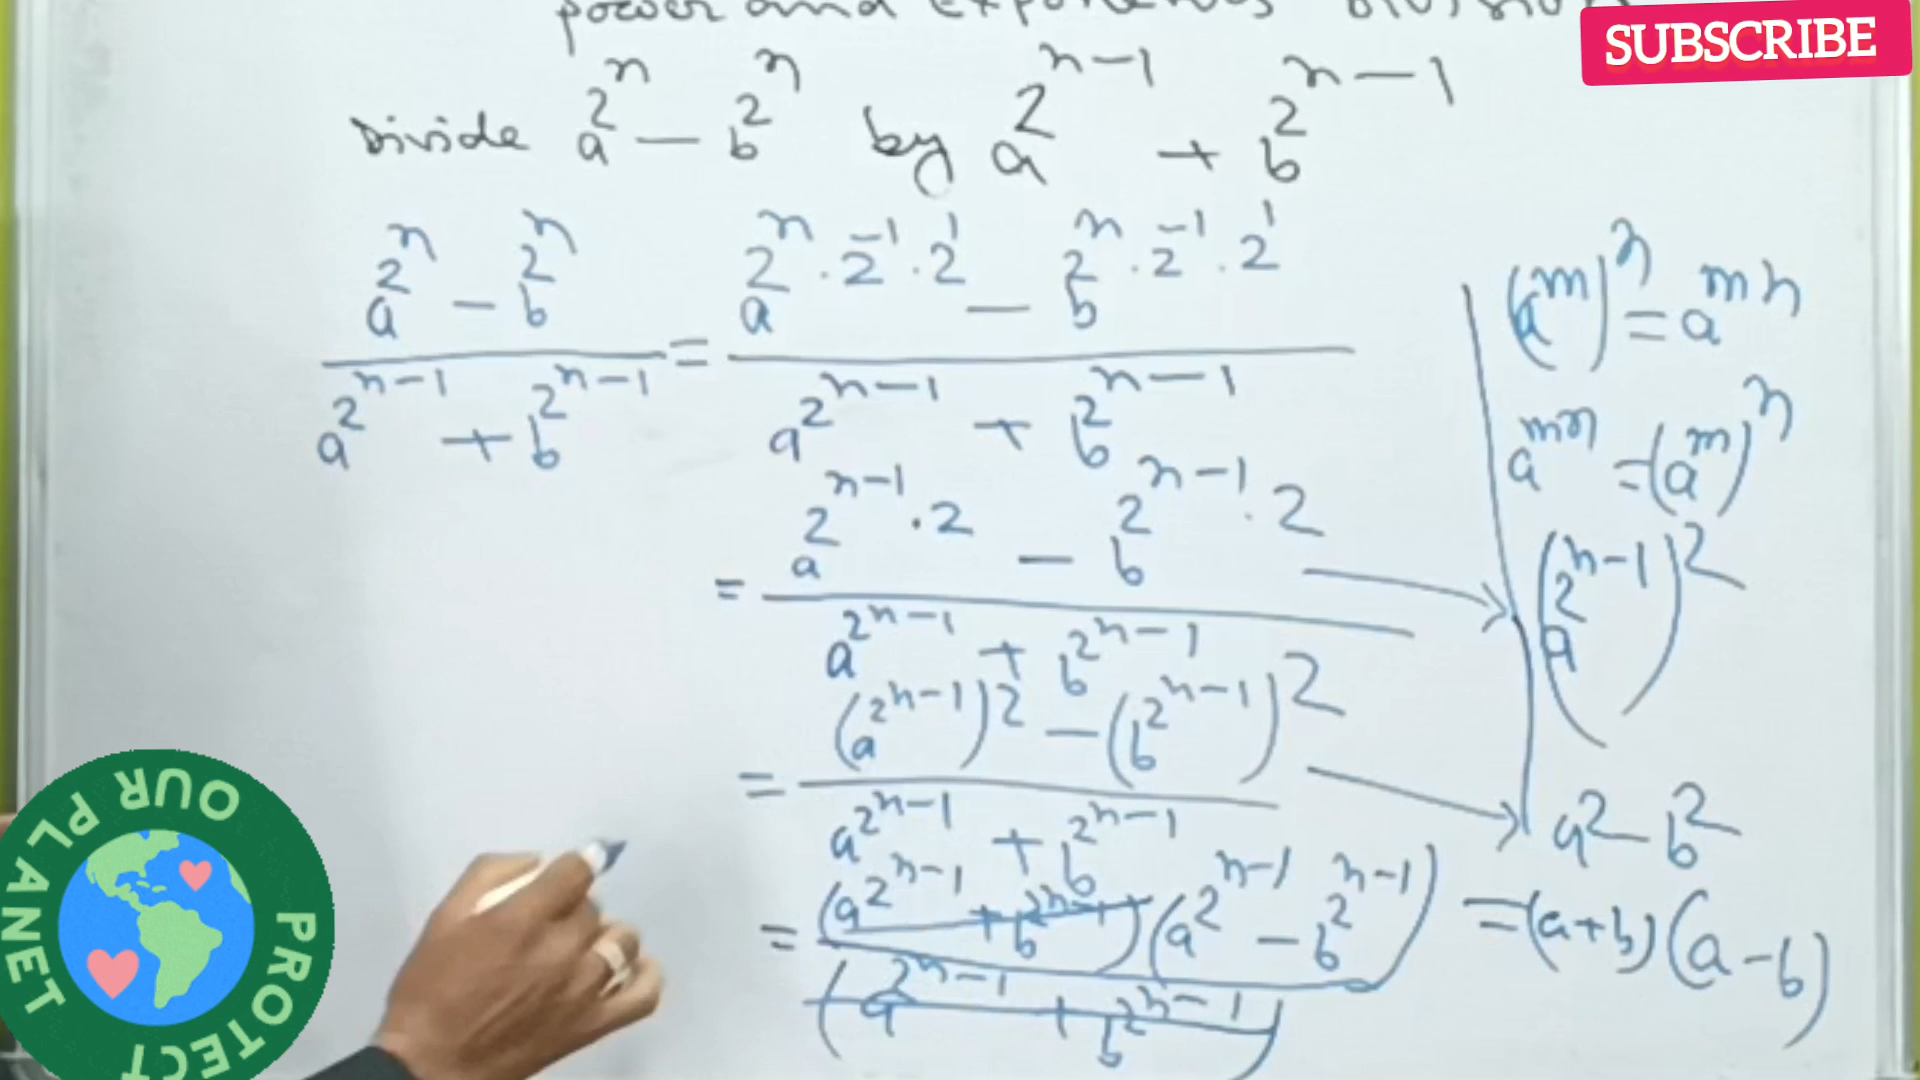 power and exponents Division
SUBSCRIBE
Divide a^2^n − b^2^n by a^2^n−1 + b^2^n−1
a^2^n − b^2^n / a^2^n−1 + b^2^n−1 = a^2^n·2^−1·2^1 − b^2^n·2^−1·2^1 / a^2^n−1 + b^2^n−1
= a^2^n−1·2 − b^2^n−1·2 / a^2^n−1 + b^2^n−1
= (a^2^n−1)^2 − (b^2^n−1)^2 / a^2^n−1 + b^2^n−1
= (a^2^n−1 + b^2^n−1)(a^2^n−1 − b^2^n−1) / (a^2^n−1 + b^2^n−1)
(a^m)^n = a^mn
a^mn = (a^m)^n
(a^2^n−1)^2
a^2 − b^2
= (a+b)(a−b)
PROTECT OUR PLANET